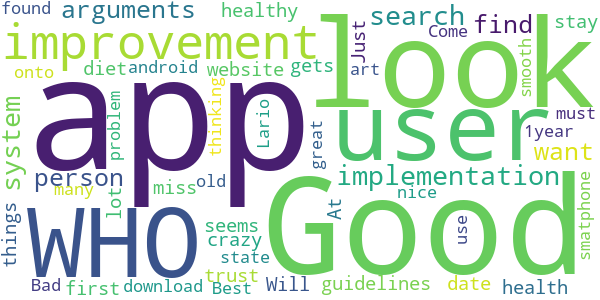 found
arguments
healthy
search
find
Come
stay
improvement
Just
look
smooth
onto
diet
android
website
gets
art
system
problem
app
thinking
Lario
great
user
must
1year
want
person
many
lot
miss
old
At
implementation
nice
use
smatphone
things
WHO
seems
crazy
state
trust
Good
Bad
first
download
Best
Will
guidelines
date
health